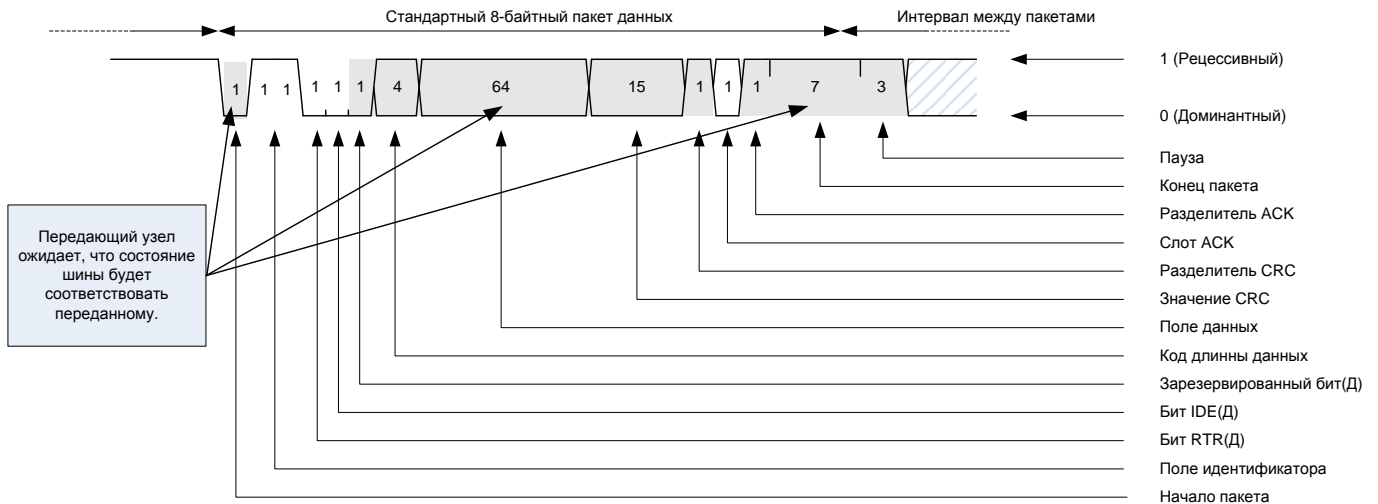 Стандартный 8-байтный пакет данных
Интервал между пакетами
1 1 1 1 1 1 4 64 15 1 1 1 7 3
1 (Рецессивный)
0 (Доминантный)
Пауза
Конец пакета
Разделитель ACK
Слот ACK
Разделитель CRC
Значение CRC
Поле данных
Код длинны данных
Зарезервированный бит(Д)
Бит IDE(Д)
Бит RTR(Д)
Поле идентификатора
Начало пакета
Передающий узел
ожидает, что состояние
шины будет
соответствовать
переданному.